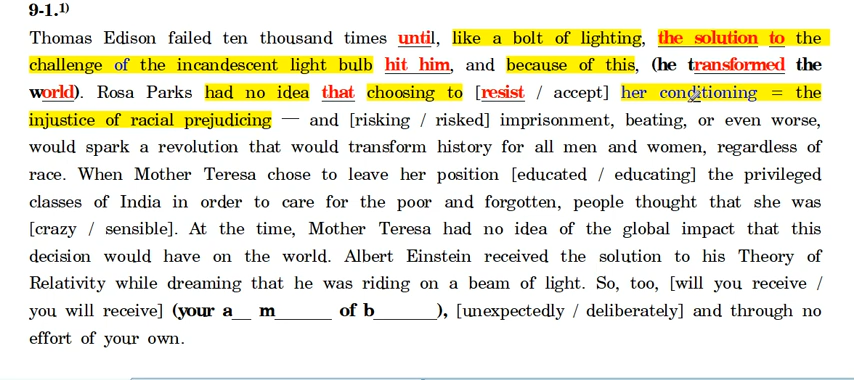 9-1.1)
Thomas Edison failed ten thousand times until, like a bolt of lighting, the solution to the
challenge of the incandescent light bulb hit him, and because of this, (he transformed the
world). Rosa Parks had no idea that choosing to [resist / accept] her conditioning = the
injustice of racial prejudicing — and [risking / risked] imprisonment, beating, or even worse,
would spark a revolution that would transform history for all men and women, regardless of
race. When Mother Teresa chose to leave her position [educated / educating] the privileged
classes of India in order to care for the poor and forgotten, people thought that she was
[crazy / sensible]. At the time, Mother Teresa had no idea of the global impact that this
decision would have on the world. Albert Einstein received the solution to his Theory of
Relativity while dreaming that he was riding on a beam of light. So, too, [will you receive /
you will receive] (your a__ m______ of b_______), [unexpectedly / deliberately] and through no
effort of your own.